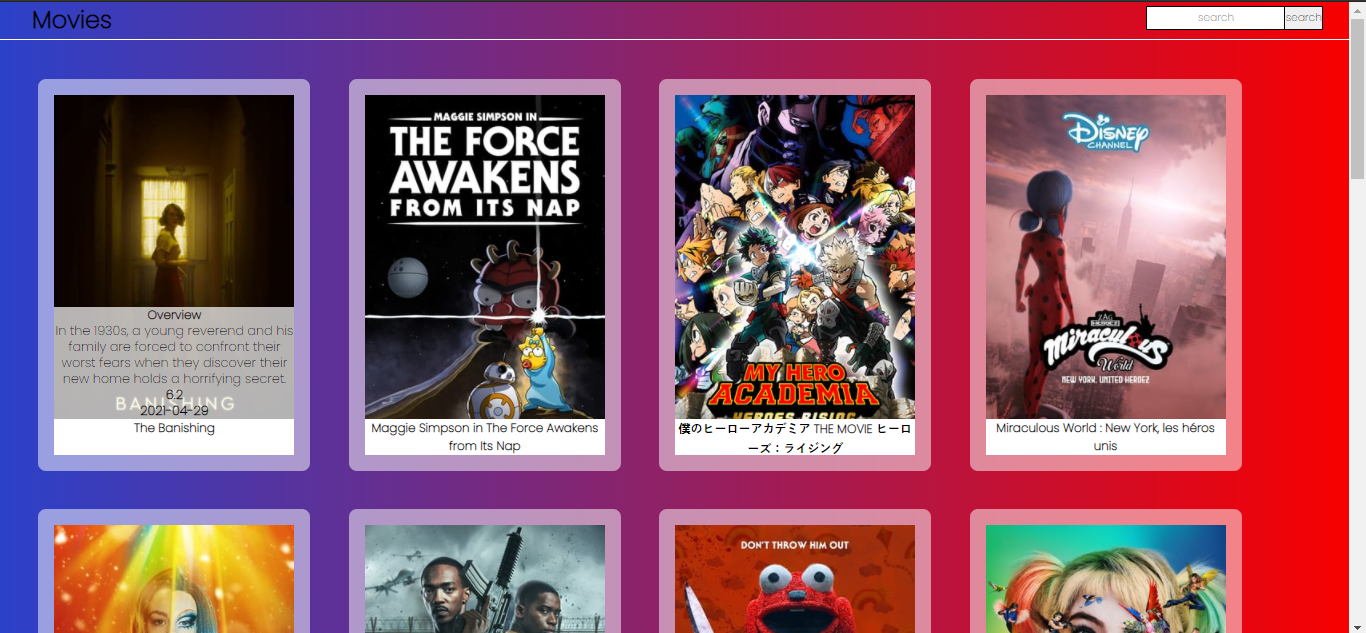 Movies
search
search
Overview
In the 1930s, a young reverend and his
family are forced to confront their
worst fears when they discover their
new home holds a horrifying secret.
6.2
BANISHING
2021-04-29
The Banishing
MAGGIE SIMPSON IN
THE FORCE
AWAKENS
FROM ITS NAP
Maggie Simpson in The Force Awakens
from Its Nap
MY HERO
ACADEMIA
HEROES RISING
僕のヒーローアカデミア THE MOVIE ヒーロ
ーズ：ライジング
Disney
CHANNEL
ZAG
HEROEZ
Miraculous
World
NEW YORK, UNITED HEROEZ
Miraculous World : New York, les héros
unis
DON'T THROW HIM OUT